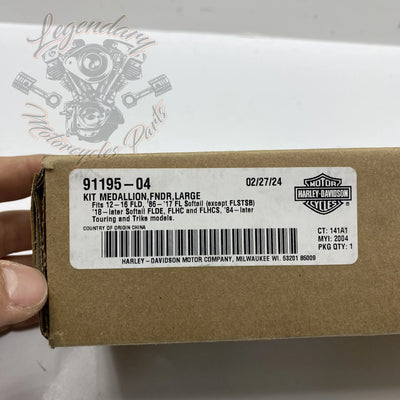 Legendary
Motorcycles Parts
91195-04
02/27/24
KIT MEDALLION,FNDR,LARGE
Fits 12-16 FLD, '86-'17 FL Softail (except FLSTSB)
'18-later Softail FLDE, FLHC and FLHCS, '84-later
Touring and Trike models.
COUNTRY OF ORIGIN CHINA
MOTOR
HARLEY-DAVIDSON
CYCLES
CT: 141A1
MYI: 2004
PKG QTY: 1
HARLEY-DAVIDSON MOTOR COMPANY, MILWAUKEE WI. 53201 85009